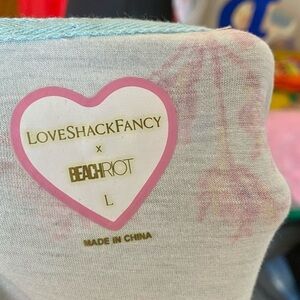 LOVESHACKFANCY
x
BEACHRIOT
L
MADE IN CHINA